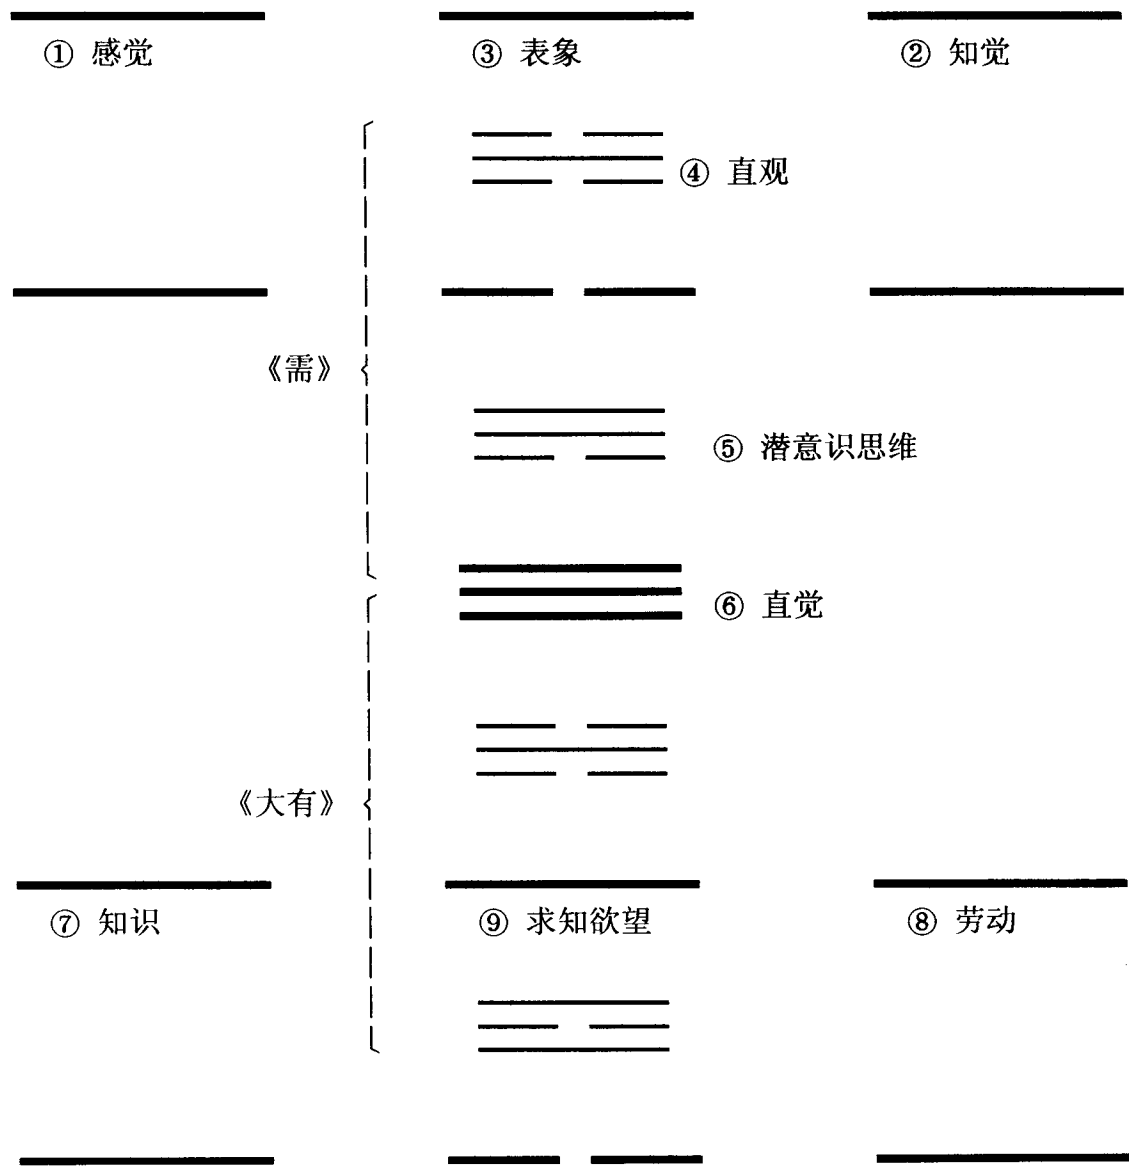 ① 感觉 ③ 表象 ② 知觉
④ 直观
《需》
⑤ 潜意识思维
⑥ 直觉
《大有》
⑦ 知识 ⑨ 求知欲望 ⑧ 劳动